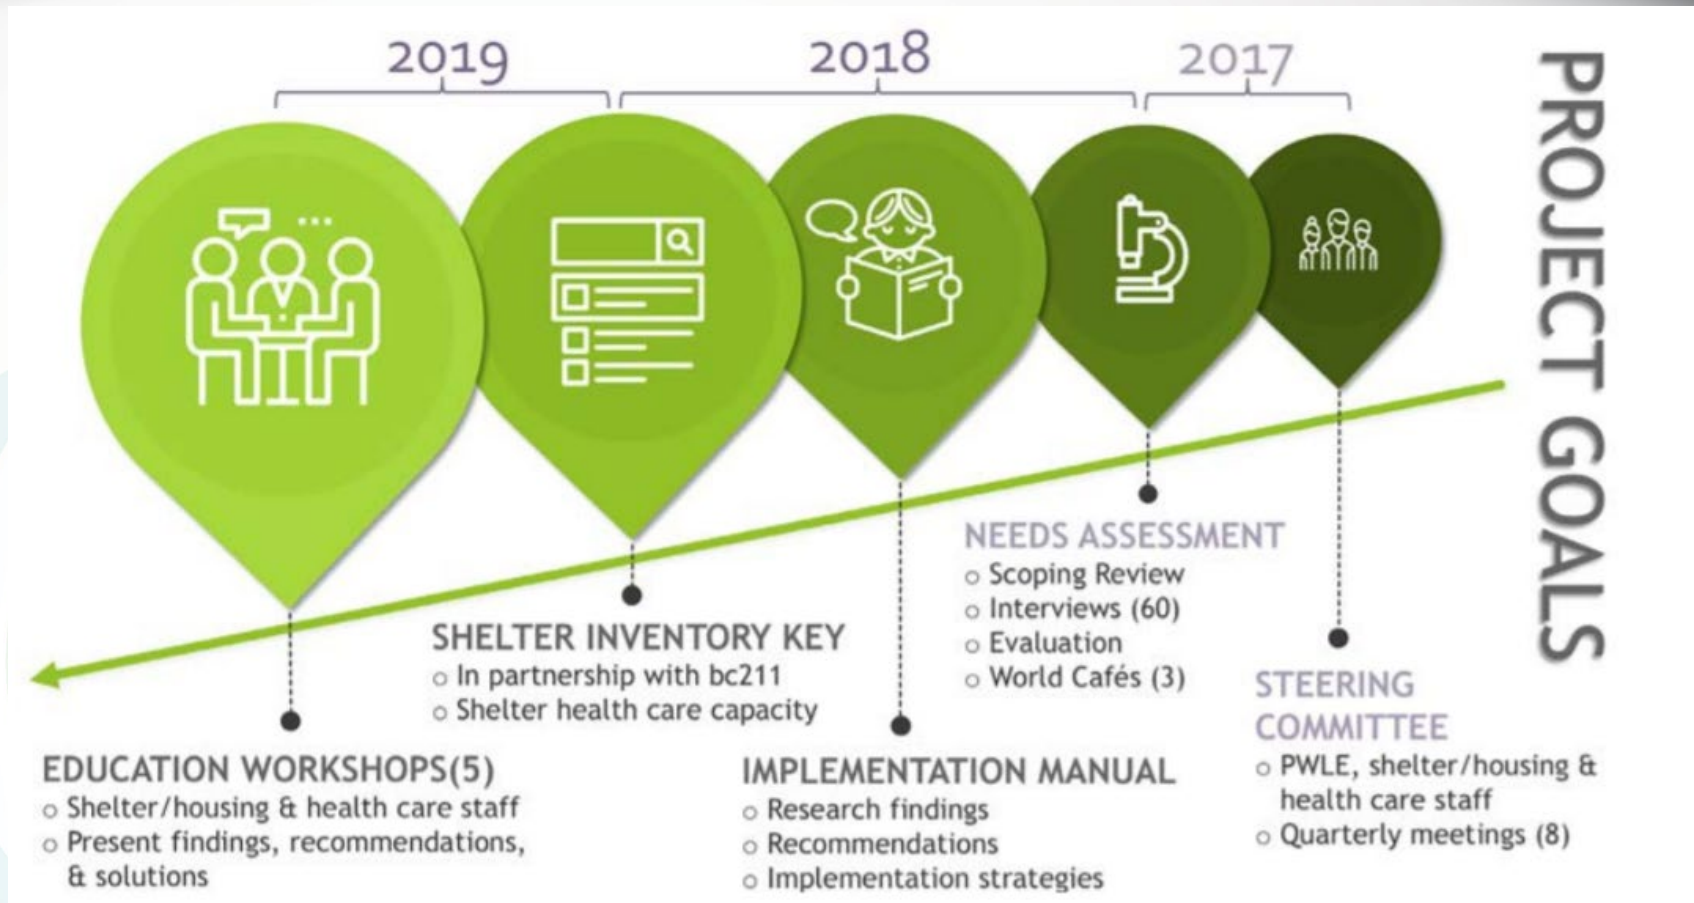 2019
2018
2017
PROJECT GOALS
NEEDS ASSESSMENT
o Scoping Review
o Interviews (60)
o Evaluation
o World Cafés (3)
SHELTER INVENTORY KEY
o In partnership with bc211
o Shelter health care capacity
STEERING
COMMITTEE
o PWLE, shelter/housing &
health care staff
o Quarterly meetings (8)
EDUCATION WORKSHOPS(5)
o Shelter/housing & health care staff
o Present findings, recommendations,
& solutions
IMPLEMENTATION MANUAL
o Research findings
o Recommendations
o Implementation strategies